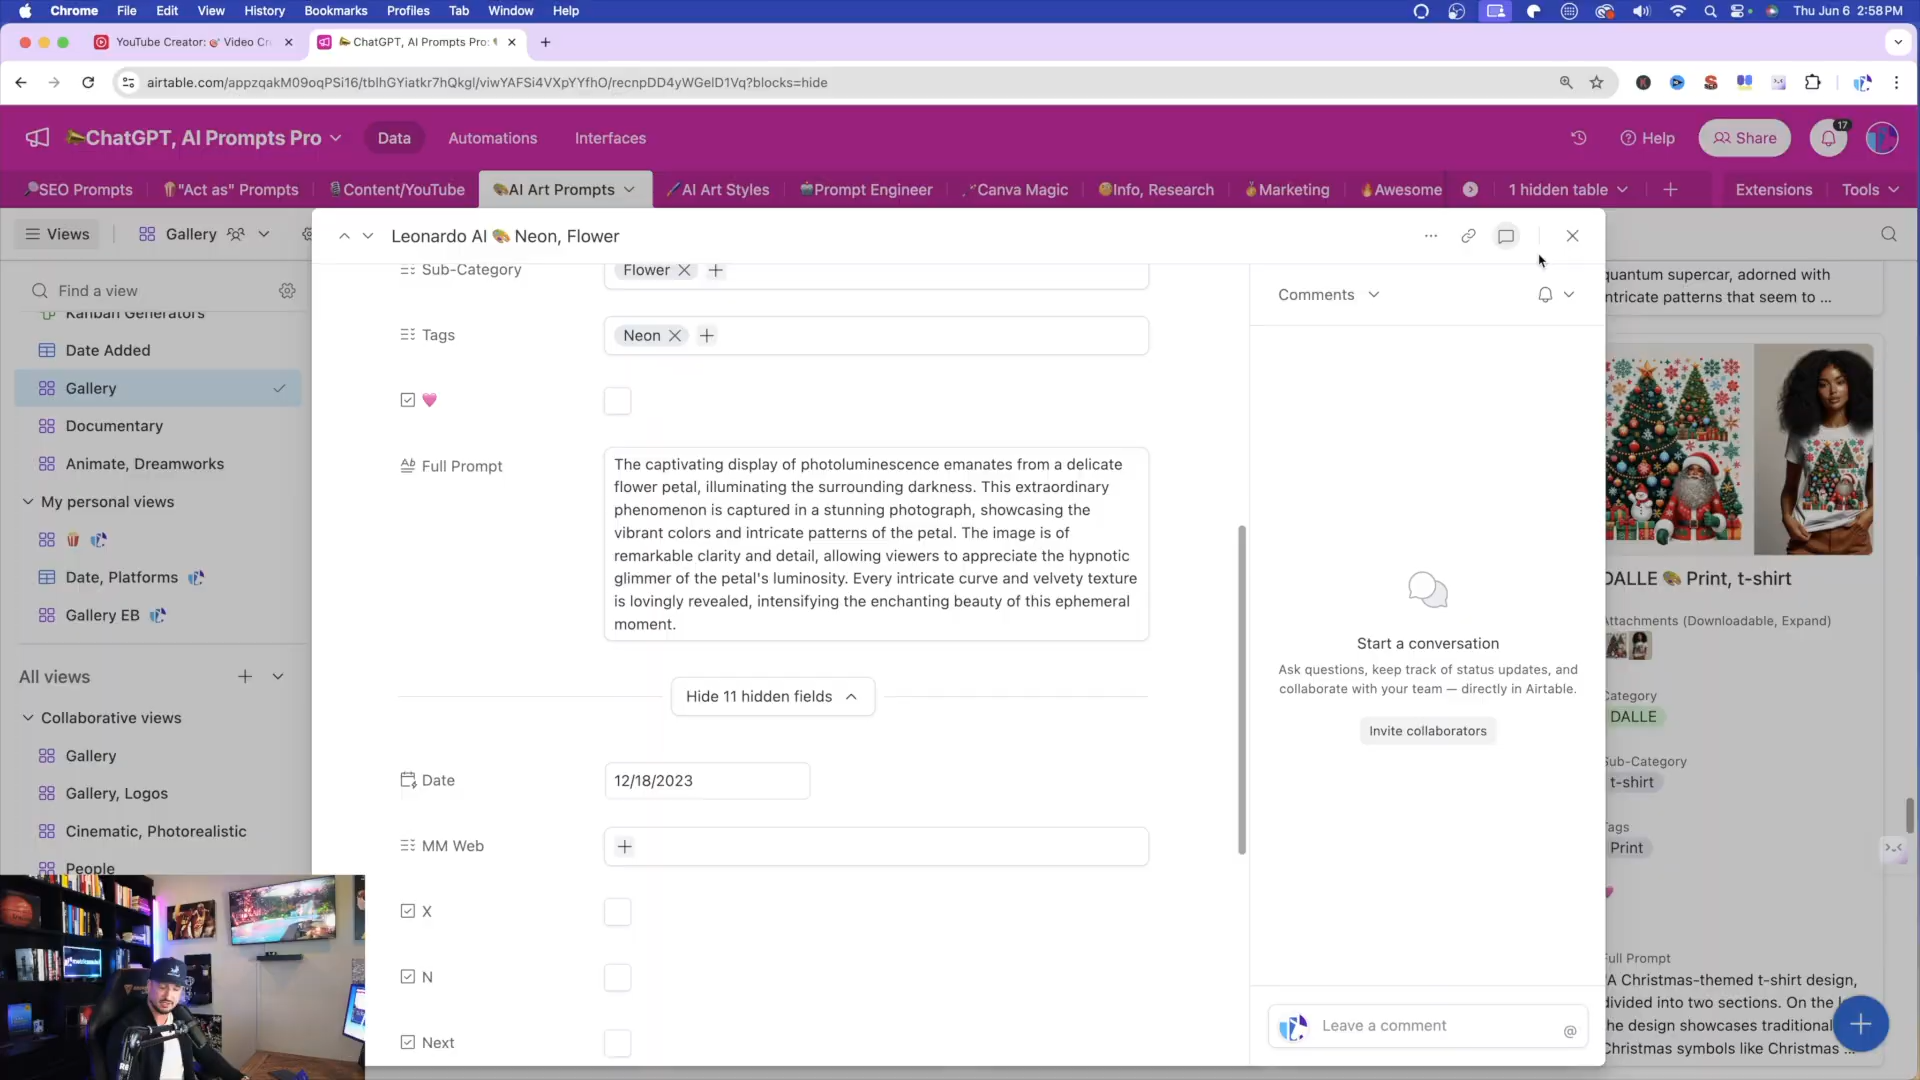 Chrome File Edit View History Bookmarks Profiles Tab Window Help Thu Jun 6 2:58 PM
YouTube Creator: Video Cr
ChatGPT, AI Prompts Pro:
airtable.com/appzqakM09oqPSi16/tblhGYiatkr7hQkgl/viwYAFSi4VXpYYfhO/recnpDD4yWGelD1Vq?blocks=hide
ChatGPT, AI Prompts Pro Data Automations Interfaces Help Share 17
SEO Prompts "Act as" Prompts Content/YouTube AI Art Prompts AI Art Styles Prompt Engineer Canva Magic Info, Research Marketing Awesome 1 hidden table Extensions Tools
Views Gallery
Find a view
Kanban Generators
Date Added
Gallery
Documentary
Animate, Dreamworks
My personal views
Date, Platforms
Gallery EB
All views
Collaborative views
Gallery
Gallery, Logos
Cinematic, Photorealistic
People
Leonardo AI Neon, Flower
Sub-Category Flower
Tags Neon
Full Prompt
The captivating display of photoluminescence emanates from a delicate
flower petal, illuminating the surrounding darkness. This extraordinary
phenomenon is captured in a stunning photograph, showcasing the
vibrant colors and intricate patterns of the petal. The image is of
remarkable clarity and detail, allowing viewers to appreciate the hypnotic
glimmer of the petal's luminosity. Every intricate curve and velvety texture
is lovingly revealed, intensifying the enchanting beauty of this ephemeral
moment.
Hide 11 hidden fields
Date 12/18/2023
MM Web
X
N
Next
Comments
Start a conversation
Ask questions, keep track of status updates, and
collaborate with your team — directly in Airtable.
Invite collaborators
Leave a comment
@
quantum supercar, adorned with
ntricate patterns that seem to ...
DALLE Print, t-shirt
Attachments (Downloadable, Expand)
Category
DALLE
Sub-Category
t-shirt
Tags
Print
Full Prompt
"A Christmas-themed t-shirt design,
divided into two sections. On the
the design showcases traditional
Christmas symbols like Christmas ...